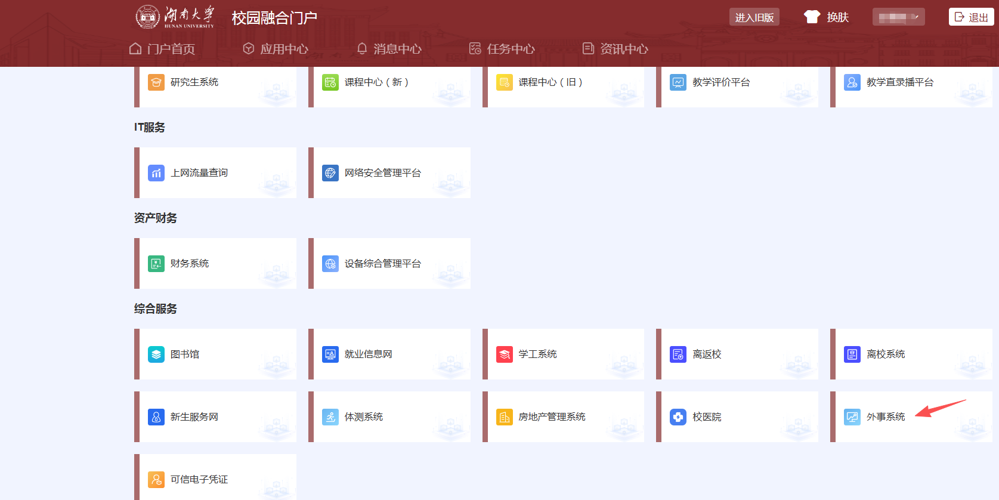 湖南大学
HUNAN UNIVERSITY
校园融合门户
进入旧版
换肤
退出
门户首页
应用中心
消息中心
任务中心
资讯中心
研究生系统
课程中心（新）
课程中心（旧）
教学评价平台
教学直录播平台
IT服务
上网流量查询
网络安全管理平台
资产财务
财务系统
设备综合管理平台
综合服务
图书馆
就业信息网
学工系统
离返校
离校系统
新生服务网
体测系统
房地产管理系统
校医院
外事系统
可信电子凭证